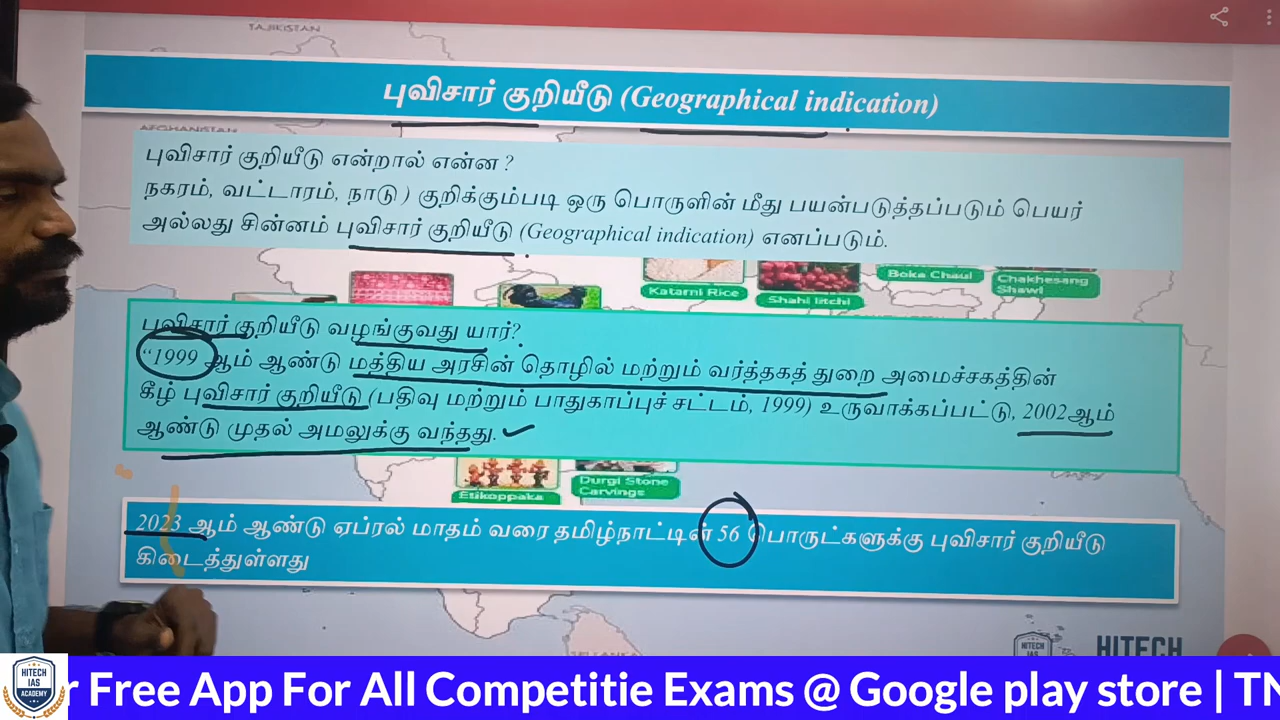 TAJIKISTAN
புவிசார் குறியீடு (Geographical indication)
AFGHANISTAN
புவிசார் குறியீடு என்றால் என்ன ?
நகரம், வட்டாரம், நாடு ) குறிக்கும்படி ஒரு பொருளின் மீது பயன்படுத்தப்படும் பெயர்
அல்லது சின்னம் புவிசார் குறியீடு (Geographical indication) எனப்படும்.
Katarni Rice
Shahi litchi
Boka Chaul
Chakhesang
Shawl
புவிசார் குறியீடு வழங்குவது யார்?
“1999 ஆம் ஆண்டு மத்திய அரசின் தொழில் மற்றும் வர்த்தகத் துறை அமைச்சகத்தின்
கீழ் புவிசார் குறியீடு (பதிவு மற்றும் பாதுகாப்புச் சட்டம், 1999) உருவாக்கப்பட்டு, 2002ஆம்
ஆண்டு முதல் அமலுக்கு வந்தது.
Etikoppaka
Durgi Stone
Carvings
2023 ஆம் ஆண்டு ஏப்ரல் மாதம் வரை தமிழ்நாட்டின் 56 பொருட்களுக்கு புவிசார் குறியீடு
கிடைத்துள்ளது
HITECH
HITECH
IAS
ACADEMY
r Free App For All Competitie Exams @ Google play store | TN